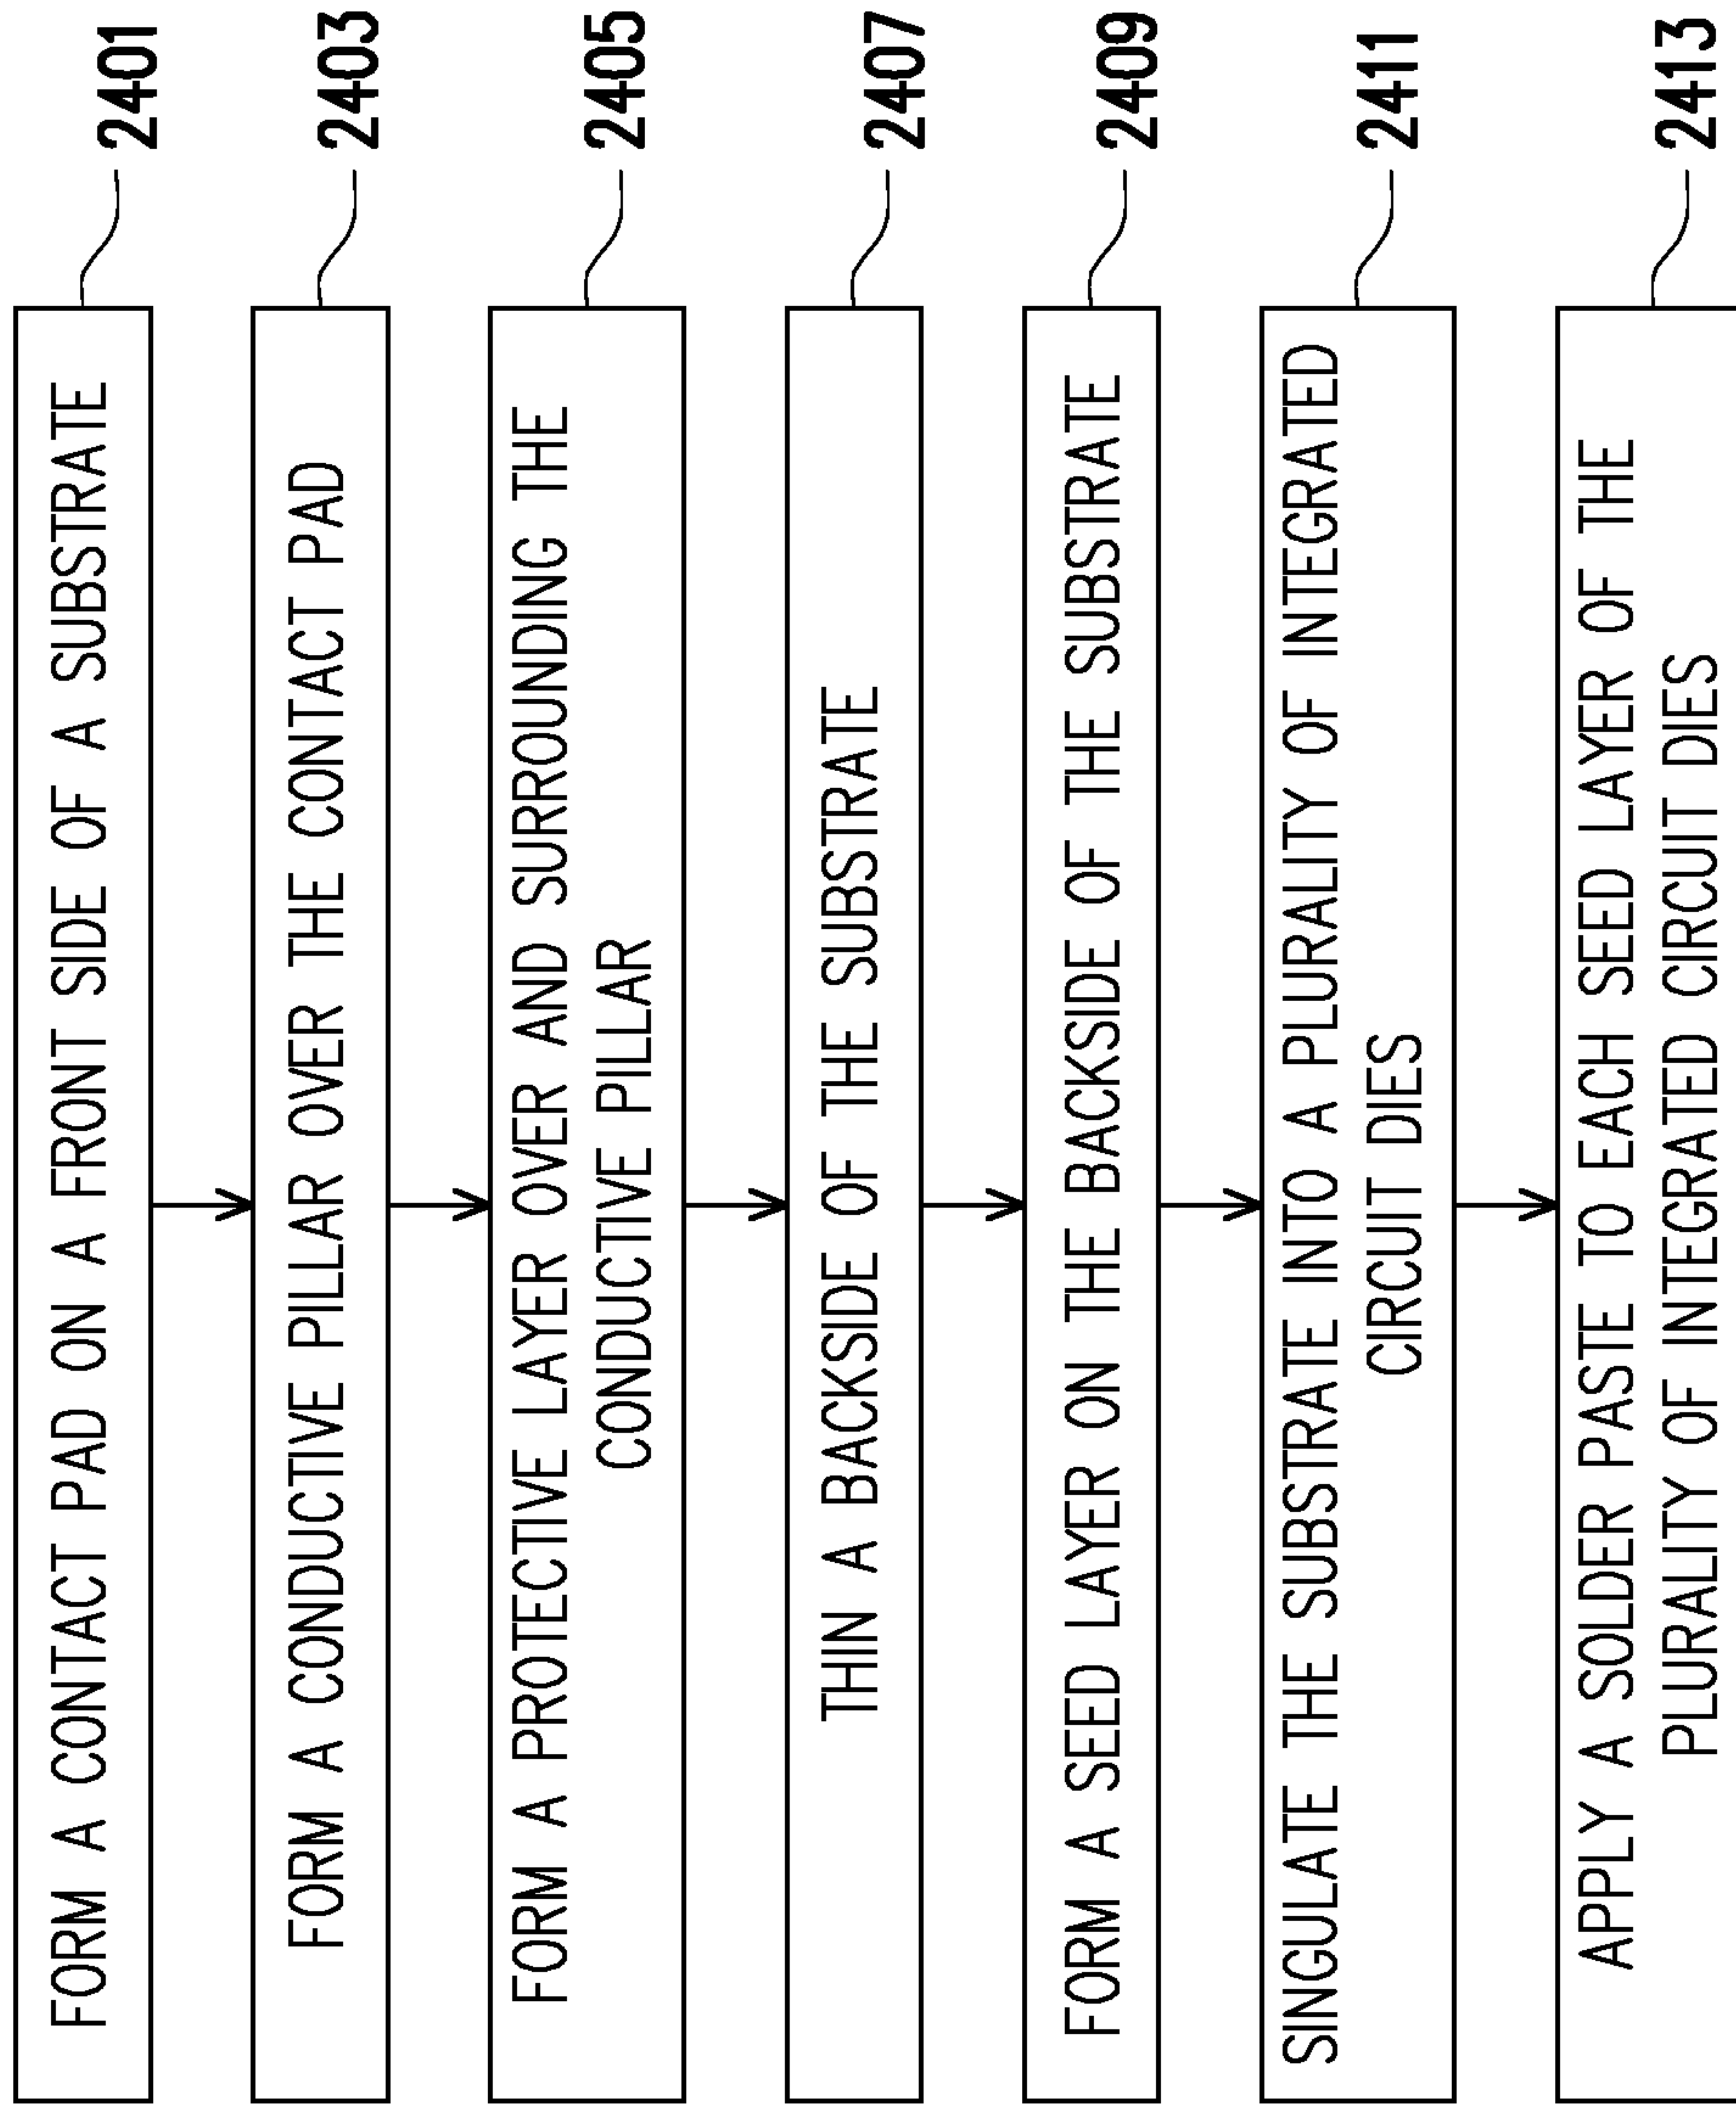 FORM A CONTACT PAD ON A FRONT SIDE OF A SUBSTRATE
2401
FORM A CONDUCTIVE PILLAR OVER THE CONTACT PAD
2403
FORM A PROTECTIVE LAYER OVER AND SURROUNDING THE
CONDUCTIVE PILLAR
2405
THIN A BACKSIDE OF THE SUBSTRATE
2407
FORM A SEED LAYER ON THE BACKSIDE OF THE SUBSTRATE
2409
SINGULATE THE SUBSTRATE INTO A PLURALITY OF INTEGRATED
CIRCUIT DIES
2411
APPLY A SOLDER PASTE TO EACH SEED LAYER OF THE
PLURALITY OF INTEGRATED CIRCUIT DIES
2413